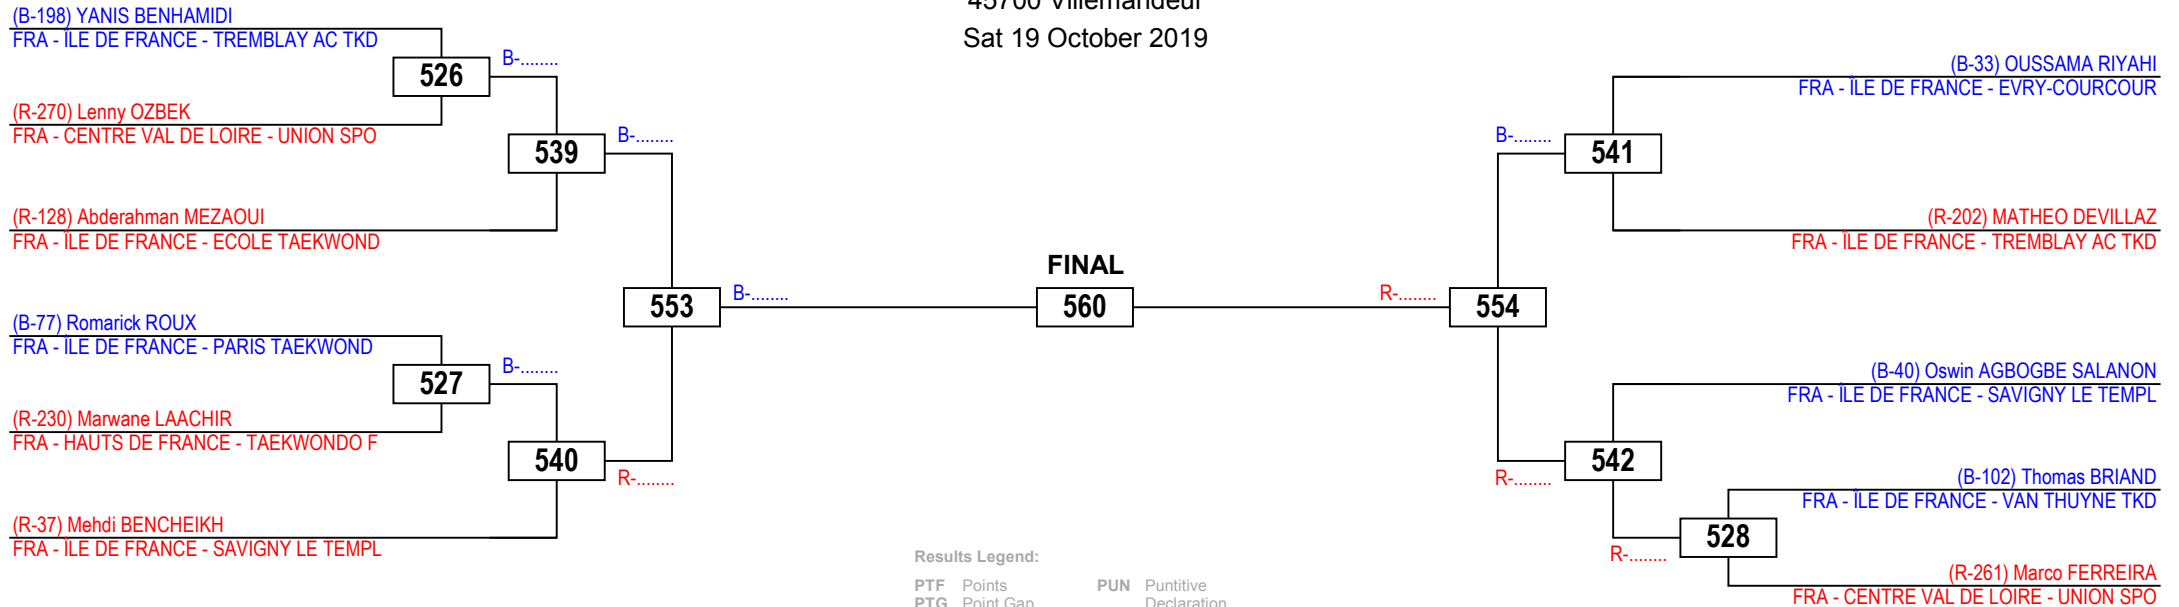 45700 Villemandeur
Sat 19 October 2019
(B-198) YANIS BENHAMIDI
FRA - ÎLE DE FRANCE - TREMBLAY AC TKD
526
B-........
(R-270) Lenny OZBEK
FRA - CENTRE VAL DE LOIRE - UNION SPO
539
B-........
(R-128) Abderahman MEZAOUI
FRA - ÎLE DE FRANCE - ECOLE TAEKWOND
553
B-........
(B-77) Romarick ROUX
FRA - ÎLE DE FRANCE - PARIS TAEKWOND
527
B-........
(R-230) Marwane LAACHIR
FRA - HAUTS DE FRANCE - TAEKWONDO F
540
R-........
(R-37) Mehdi BENCHEIKH
FRA - ÎLE DE FRANCE - SAVIGNY LE TEMPL
FINAL
560
(B-33) OUSSAMA RIYAHI
FRA - ÎLE DE FRANCE - EVRY-COURCOUR
B-........
541
(R-202) MATHEO DEVILLAZ
FRA - ÎLE DE FRANCE - TREMBLAY AC TKD
R-........
554
(B-40) Oswin AGBOGBE SALANON
FRA - ÎLE DE FRANCE - SAVIGNY LE TEMPL
R-........
542
(B-102) Thomas BRIAND
FRA - ÎLE DE FRANCE - VAN THUYNE TKD
R-........
528
(R-261) Marco FERREIRA
FRA - CENTRE VAL DE LOIRE - UNION SPO
Results Legend:
PTF Points PUN Puntitive
PTG Point Gap Declaration